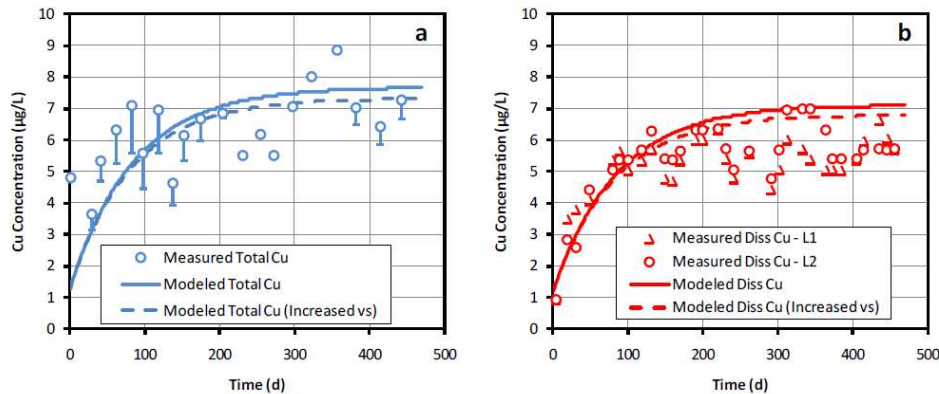 a
10
9
8
7
6
5
4
3
2
1
0
Cu Concentration (µg/L)
Measured Total Cu
Modeled Total Cu
Modeled Total Cu (Increased vs)
0 100 200 300 400 500
Time (d)
b
10
9
8
7
6
5
4
3
2
1
0
Cu Concentration (µg/L)
Measured Diss Cu - L1
Measured Diss Cu - L2
Modeled Diss Cu
Modeled Diss Cu (Increased vs)
0 100 200 300 400 500
Time (d)